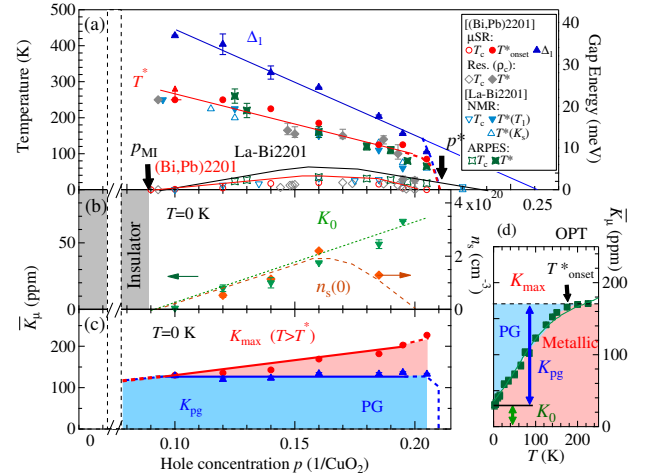 (a)
500
400
300
200
100
0
Temperature (K)
Δ1
T*
pMI
(Bi,Pb)2201
La-Bi2201
p*
40
30
20
10
0
Gap Energy (meV)
[(Bi,Pb)2201]
μSR:
Tc T*onset Δ1
Res. (ρc):
Tc T*
[La-Bi2201]
NMR:
Tc T*(T1)
T*(Ks)
ARPES:
Tc T*
0.25
4 x 10^20
(b)
T=0 K
K0
ns(0)
Insulator
50
0
2
0
ns (cm^-3)
K̄μ (ppm)
(c)
T=0 K
Kmax (T>T*)
Kpg
PG
200
100
0
0
0.10
0.15
0.20
Hole concentration p (1/CuO2)
(d)
OPT
K̄μ (ppm)
T*onset
Kmax
PG
Metallic
Kpg
K0
200
100
0
0
100
200
T (K)